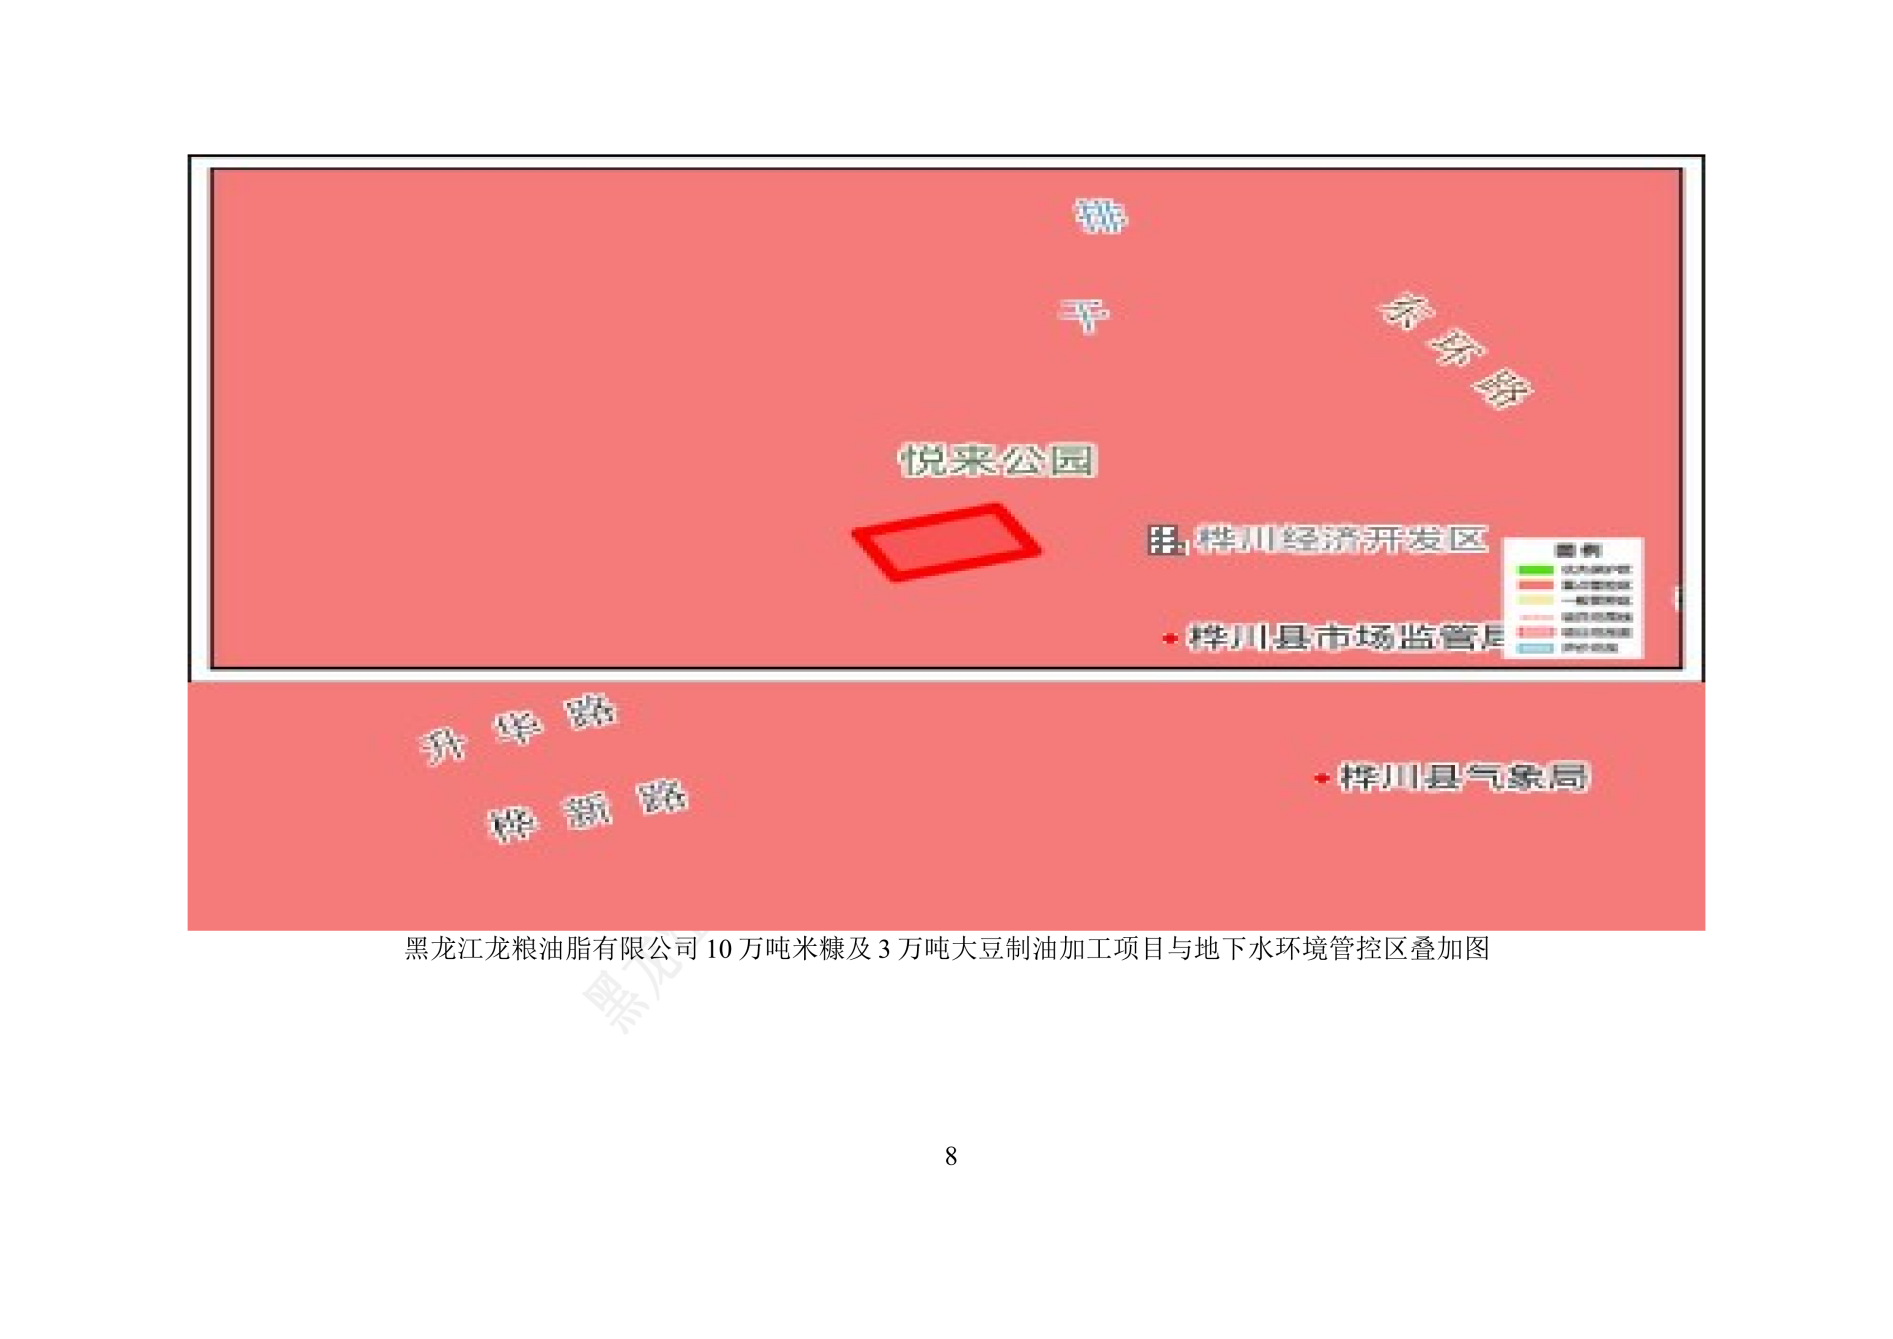 干
东环路
悦来公园
桦川经济开发区
图例
桦川县市场监管局
升华路
桦川县气象局
桦新路
黑龙江龙粮油脂有限公司 10 万吨米糠及 3 万吨大豆制油加工项目与地下水环境管控区叠加图
黑龙
8